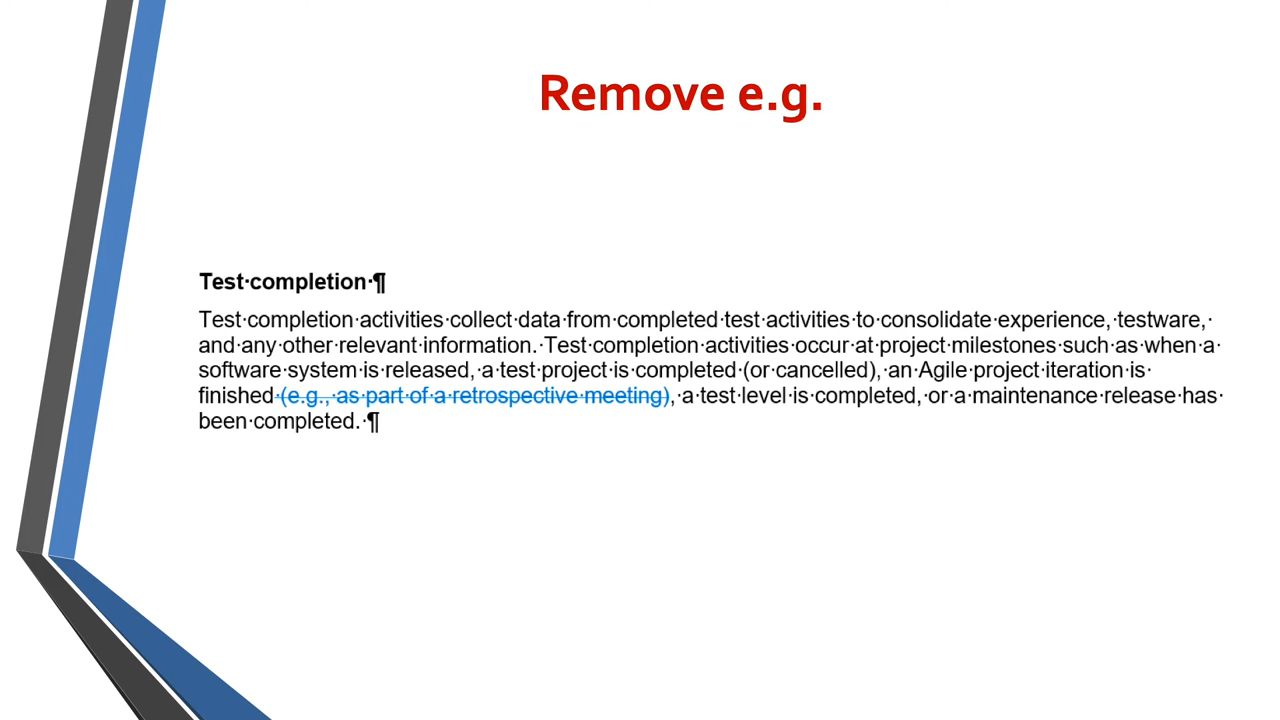 Remove e.g.
Test·completion·¶
Test·completion·activities·collect·data·from·completed·test·activities·to·consolidate·experience,·testware,·
and·any·other·relevant·information.·Test·completion·activities·occur·at·project·milestones·such·as·when·a·
software·system·is·released,·a·test·project·is·completed·(or·cancelled),·an·Agile·project·iteration·is·
finished·(e.g.,·as·part·of·a·retrospective·meeting),·a·test·level·is·completed,·or·a·maintenance·release·has·
been·completed.·¶